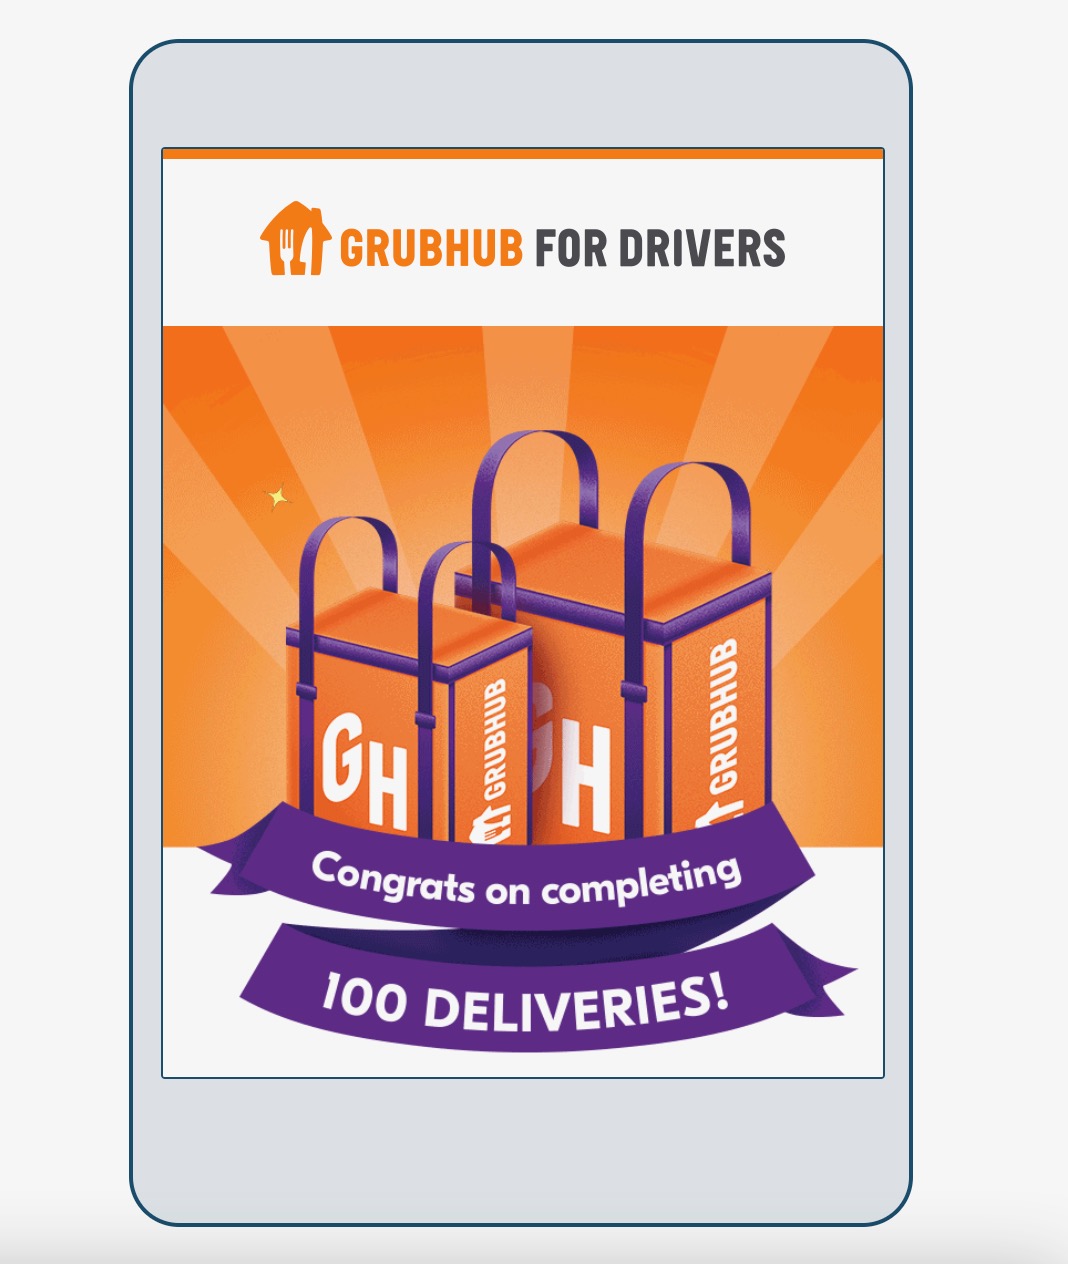 GRUBHUB FOR DRIVERS
GH
GRUBHUB
GH
GRUBHUB
Congrats on completing
100 DELIVERIES!